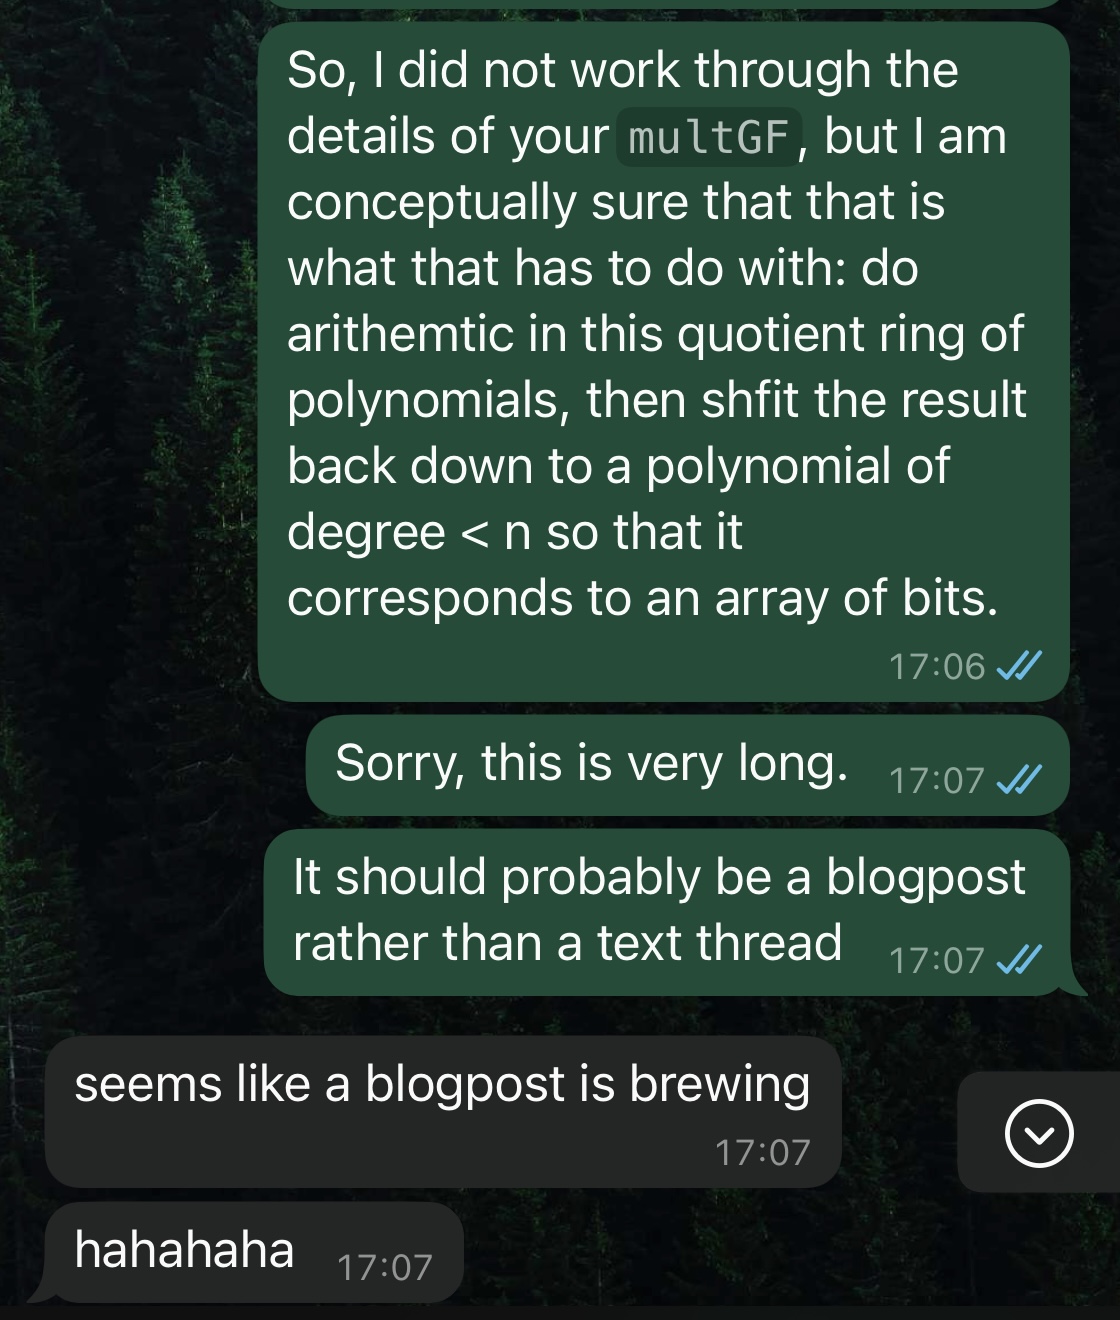 So, I did not work through the
details of your multGF, but I am
conceptually sure that that is
what that has to do with: do
arithemtic in this quotient ring of
polynomials, then shfit the result
back down to a polynomial of
degree < n so that it
corresponds to an array of bits.
17:06
Sorry, this is very long. 17:07
It should probably be a blogpost
rather than a text thread 17:07
seems like a blogpost is brewing
17:07
hahahaha 17:07